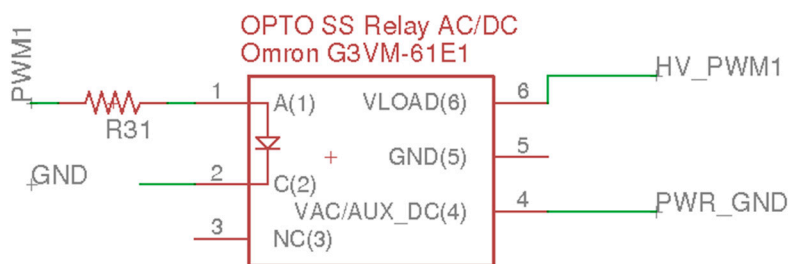 OPTO SS Relay AC/DC
Omron G3VM-61E1
PWM1
R31
1
A(1)
VLOAD(6)
6
HV_PWM1
GND(5)
5
GND
2
C(2)
VAC/AUX_DC(4)
4
PWR_GND
3
NC(3)